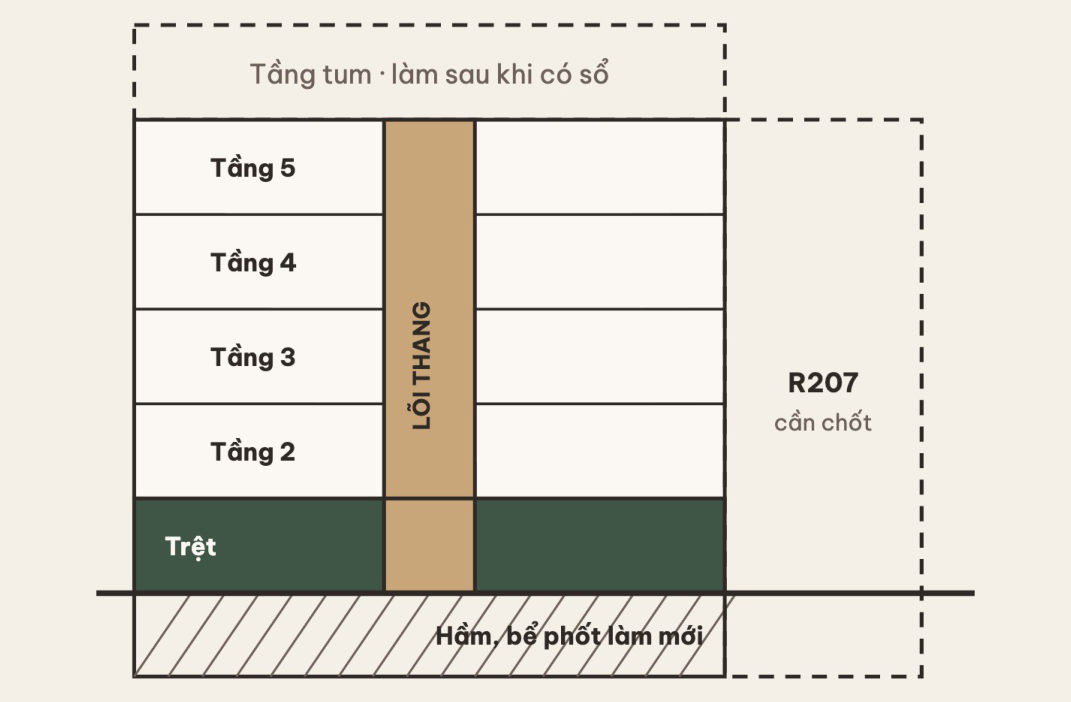 Tầng tum · làm sau khi có sổ
Tầng 5
Tầng 4
Tầng 3
Tầng 2
Trệt
LÕI THANG
R207
cần chốt
Hầm, bể phốt làm mới